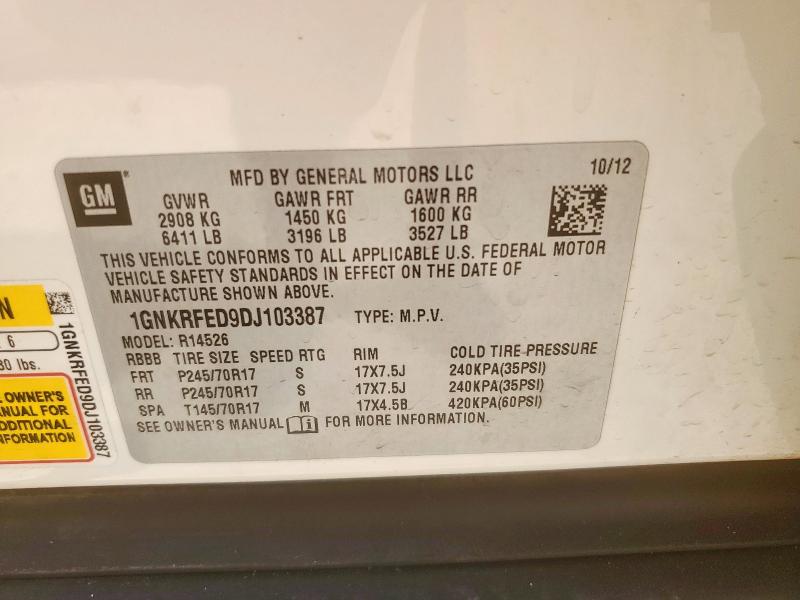 GM
MFD BY GENERAL MOTORS LLC 10/12
GVWR GAWR FRT GAWR RR
2908 KG 1450 KG 1600 KG
6411 LB 3196 LB 3527 LB
THIS VEHICLE CONFORMS TO ALL APPLICABLE U.S. FEDERAL MOTOR
VEHICLE SAFETY STANDARDS IN EFFECT ON THE DATE OF
MANUFACTURE SHOWN ABOVE.
1GNKRFED9DJ103387 TYPE: M.P.V.
MODEL: R14526
RBBB TIRE SIZE SPEED RTG RIM COLD TIRE PRESSURE
FRT P245/70R17 S 17X7.5J 240KPA(35PSI)
RR P245/70R17 S 17X7.5J 240KPA(35PSI)
SPA T145/70R17 M 17X4.5B 420KPA(60PSI)
SEE OWNER'S MANUAL FOR MORE INFORMATION.
N
6
30 lbs.
OWNER'S
ANUAL FOR
DDITIONAL
FORMATION
1GNKRFED9DJ103387